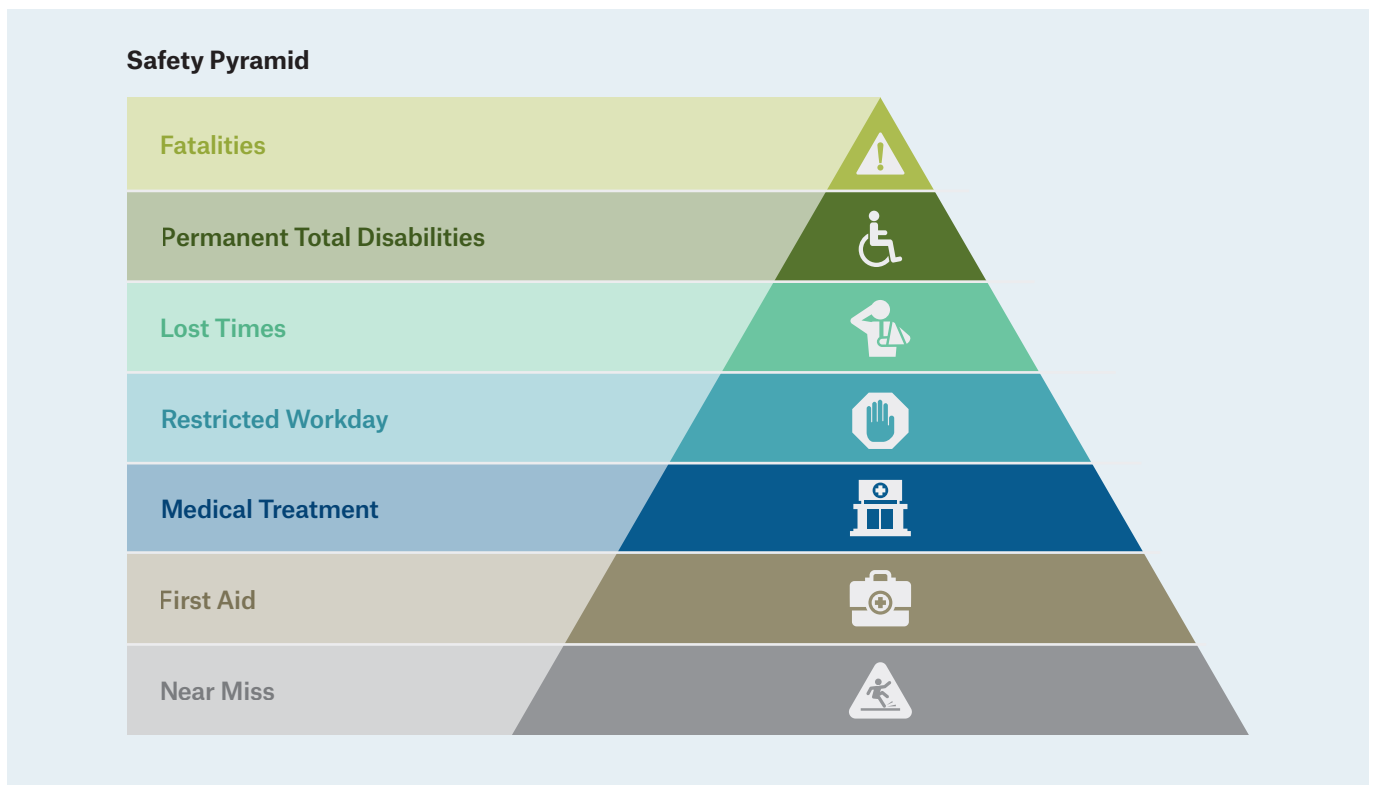 Safety Pyramid
Fatalities
Permanent Total Disabilities
Lost Times
Restricted Workday
Medical Treatment
First Aid
Near Miss